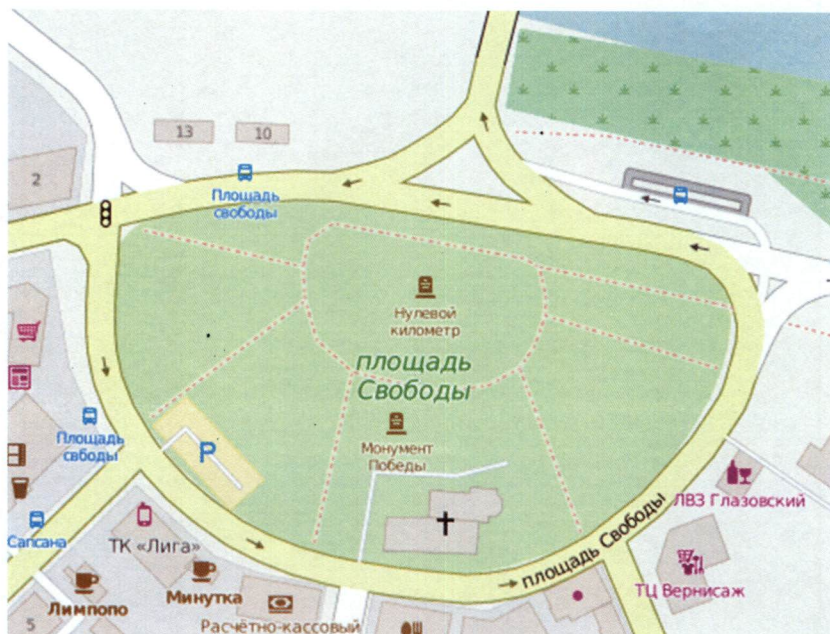 13
10
2
Площадь
свободы
Нулевой
километр
площадь
Свободы
Площадь
свбоды
P
Монумент
Победы
ЛВЗ Глазовский
площадь Свободы
Сапсана
ТК «Лига»
ТЦ Вернисаж
Лимпопо
Минутка
5
Расчётно-кассовый